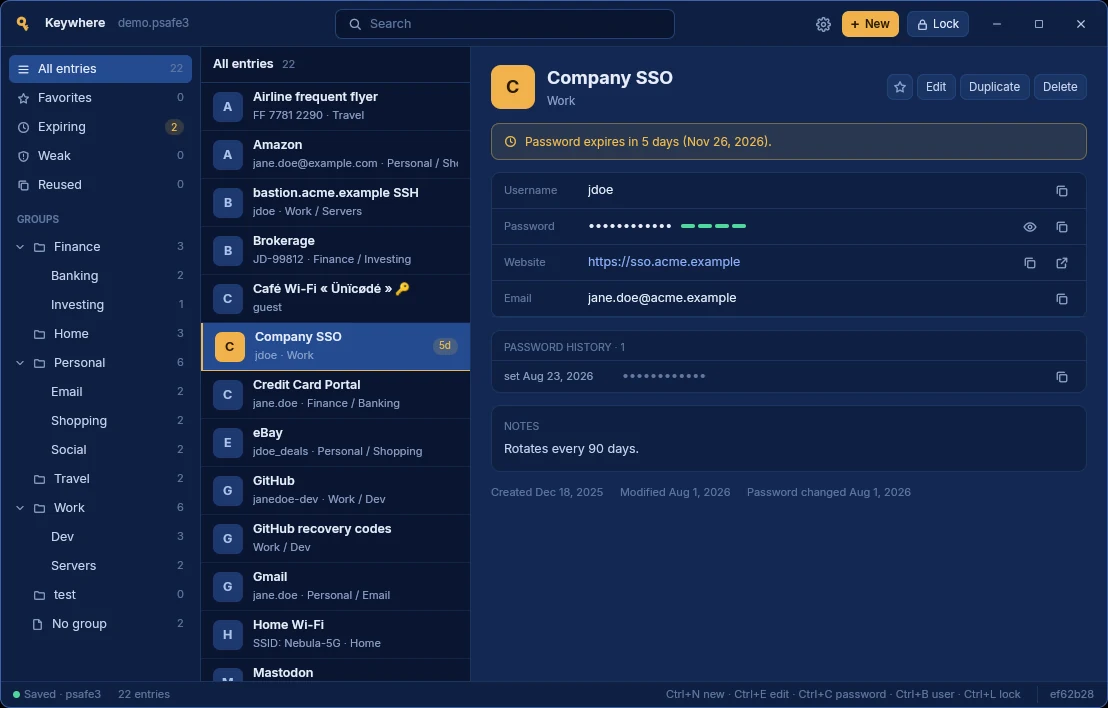 Keywhere demo.psafe3 Search + New Lock
All entries 22
Favorites 0
Expiring 2
Weak 0
Reused 0
GROUPS
Finance 3
Banking 2
Investing 1
Home 3
Personal 6
Email 2
Shopping 2
Social 2
Travel 2
Work 6
Dev 3
Servers 2
test 0
No group 2
All entries 22
A
Airline frequent flyer
FF 7781 2290 · Travel
A
Amazon
jane.doe@example.com · Personal / Sh
B
bastion.acme.example SSH
jdoe · Work / Servers
B
Brokerage
JD-99812 · Finance / Investing
C
Café Wi-Fi « Ünïcødé » 🔑
guest
C
Company SSO
jdoe · Work
5d
C
Credit Card Portal
jane.doe · Finance / Banking
E
eBay
jdoe_deals · Personal / Shopping
G
GitHub
janedoe-dev · Work / Dev
G
GitHub recovery codes
Work / Dev
G
Gmail
jane.doe · Personal / Email
H
Home Wi-Fi
SSID: Nebula-5G · Home
Mastodon
C
Company SSO
Work
Edit Duplicate Delete
Password expires in 5 days (Nov 26, 2026).
Username jdoe
Password ••••••••••••
Website https://sso.acme.example
Email jane.doe@acme.example
PASSWORD HISTORY · 1
set Aug 23, 2026 ••••••••••••
NOTES
Rotates every 90 days.
Created Dec 18, 2025 Modified Aug 1, 2026 Password changed Aug 1, 2026
Saved · psafe3 22 entries
Ctrl+N new · Ctrl+E edit · Ctrl+C password · Ctrl+B user · Ctrl+L lock ef62b28